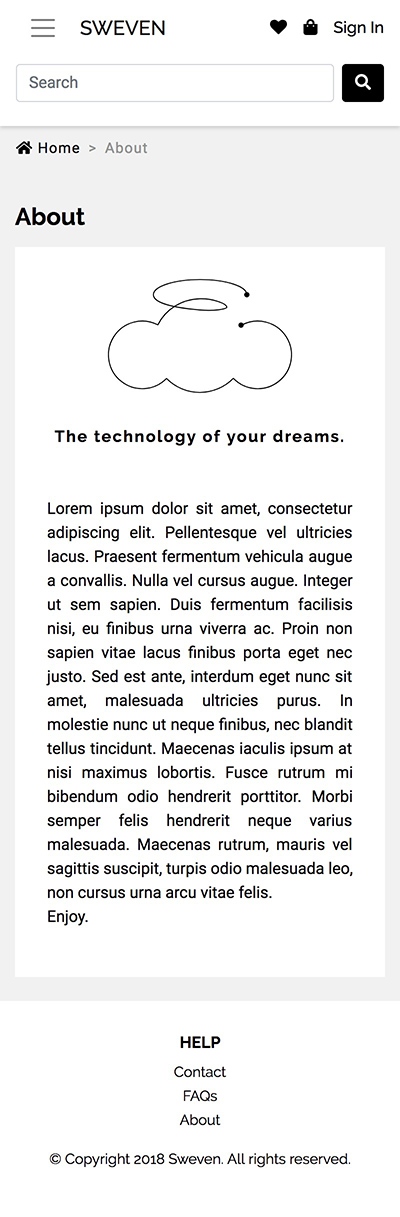 SWEVEN
Sign In
Search
Home > About
About
The technology of your dreams.
Lorem ipsum dolor sit amet, consectetur
adipiscing elit. Pellentesque vel ultricies
lacus. Praesent fermentum vehicula augue
a convallis. Nulla vel cursus augue. Integer
ut sem sapien. Duis fermentum facilisis
nisi, eu finibus urna viverra ac. Proin non
sapien vitae lacus finibus porta eget nec
justo. Sed est ante, interdum eget nunc sit
amet, malesuada ultricies purus. In
molestie nunc ut neque finibus, nec blandit
tellus tincidunt. Maecenas iaculis ipsum at
nisi maximus lobortis. Fusce rutrum mi
bibendum odio hendrerit porttitor. Morbi
semper felis hendrerit neque varius
malesuada. Maecenas rutrum, mauris vel
sagittis suscipit, turpis odio malesuada leo,
non cursus urna arcu vitae felis.
Enjoy.
HELP
Contact
FAQs
About
© Copyright 2018 Sweven. All rights reserved.